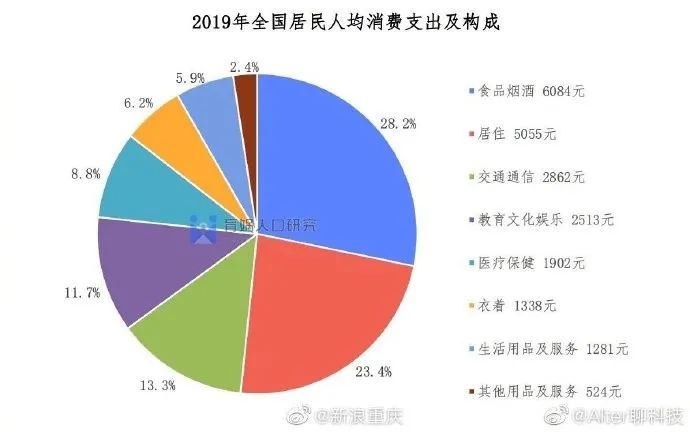 2019年全国居民人均消费支出及构成
2.4%
5.9%
6.2%
8.8%
11.7%
13.3%
23.4%
28.2%
育娲人口研究
食品烟酒 6084元
居住 5055元
交通通信 2862元
教育文化娱乐 2513元
医疗保健 1902元
衣着 1338元
生活用品及服务 1281元
其他用品及服务 524元
@新浪重庆
@Alter聊科技